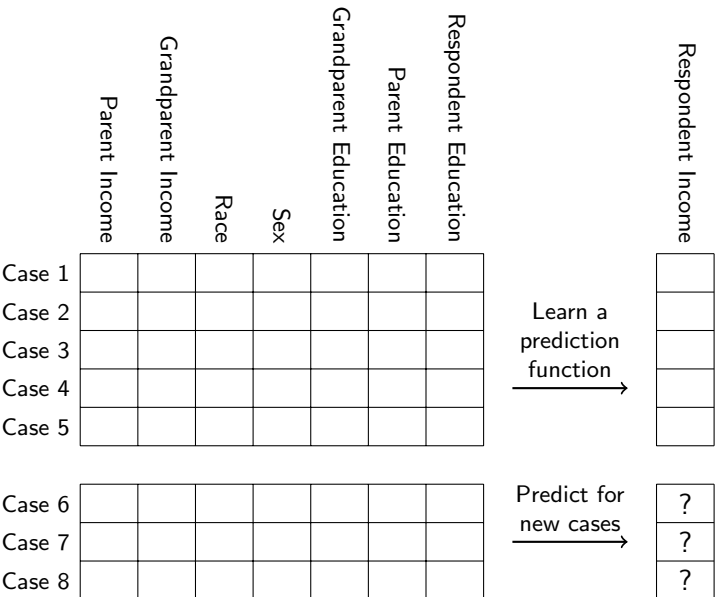 Parent Income
Grandparent Income
Race
Sex
Grandparent Education
Parent Education
Respondent Education
Respondent Income
Case 1
Case 2
Case 3
Case 4
Case 5
Learn a
prediction
function
Case 6
Case 7
Case 8
Predict for
new cases
?
?
?